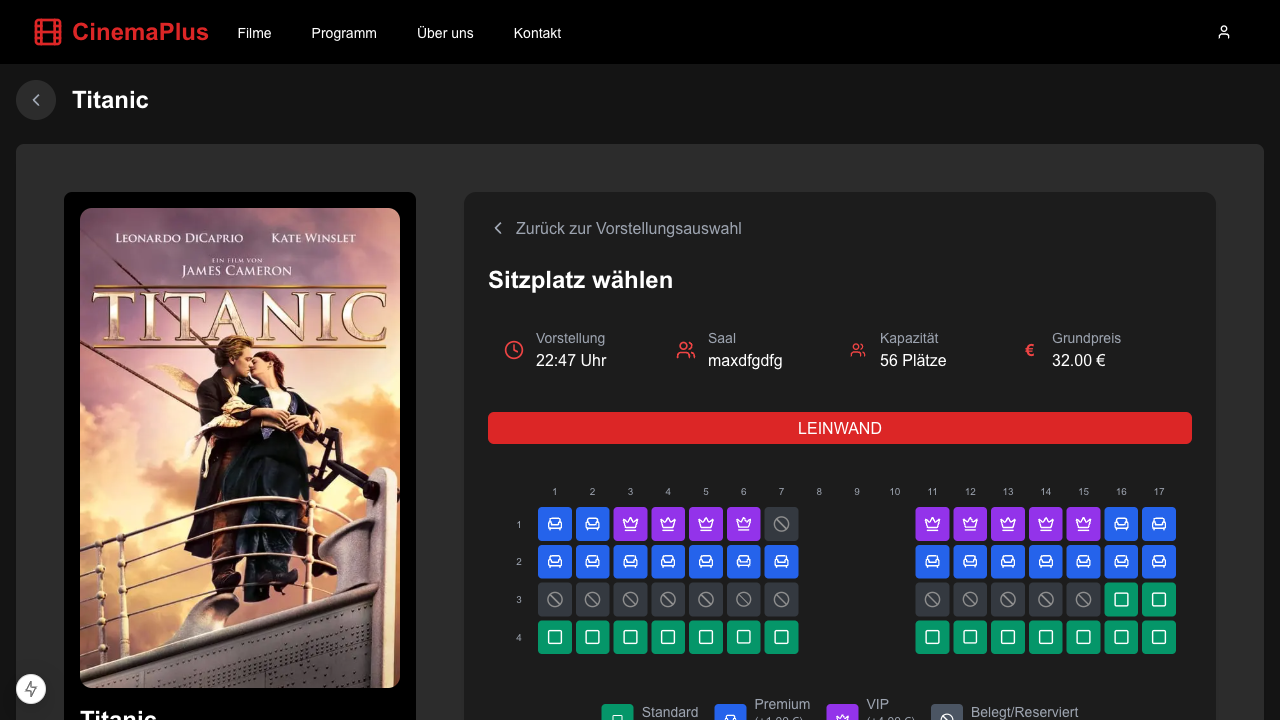 CinemaPlus Filme Programm Über uns Kontakt
Titanic
LEONARDO DICAPRIO KATE WINSLET
EIN FILM VON
JAMES CAMERON
TITANIC
Titanic
Zurück zur Vorstellungsauswahl
Sitzplatz wählen
Vorstellung
22:47 Uhr
Saal
maxdfgdfg
Kapazität
56 Plätze
€
Grundpreis
32.00 €
LEINWAND
1 2 3 4 5 6 7 8 9 10 11 12 13 14 15 16 17
1
2
3
4
Standard
Premium
VIP
Belegt/Reserviert